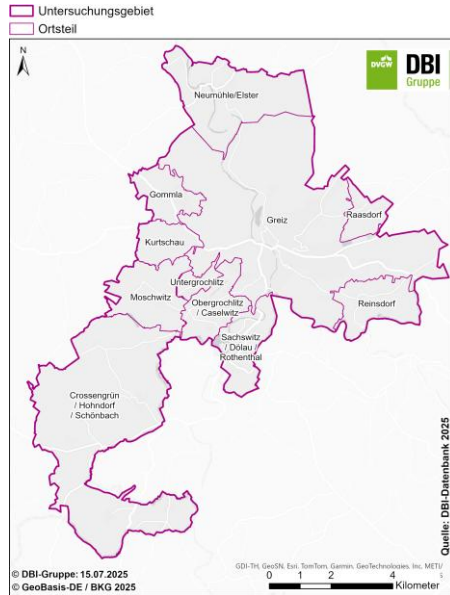 Untersuchungsgebiet
Ortsteil
N
DVGW
DBI
Gruppe
Neumühle/Elster
Gommla
Raasdorf
Greiz
Kurtschau
Untergrochlitz
Moschwitz
Obergrochlitz
/ Caselwitz
Reinsdorf
Sachswitz
/ Dölau
Rothenthal
Crossengrün
/ Hohndorf
/ Schönbach
Quelle: DBI-Datenbank 2025
GDI-TH, GeoSN, Esri, TomTom, Garmin, GeoTechnologies, Inc, METI/
© DBI-Gruppe: 15.07.2025
© GeoBasis-DE / BKG 2025
0 1 2 4
Kilometer